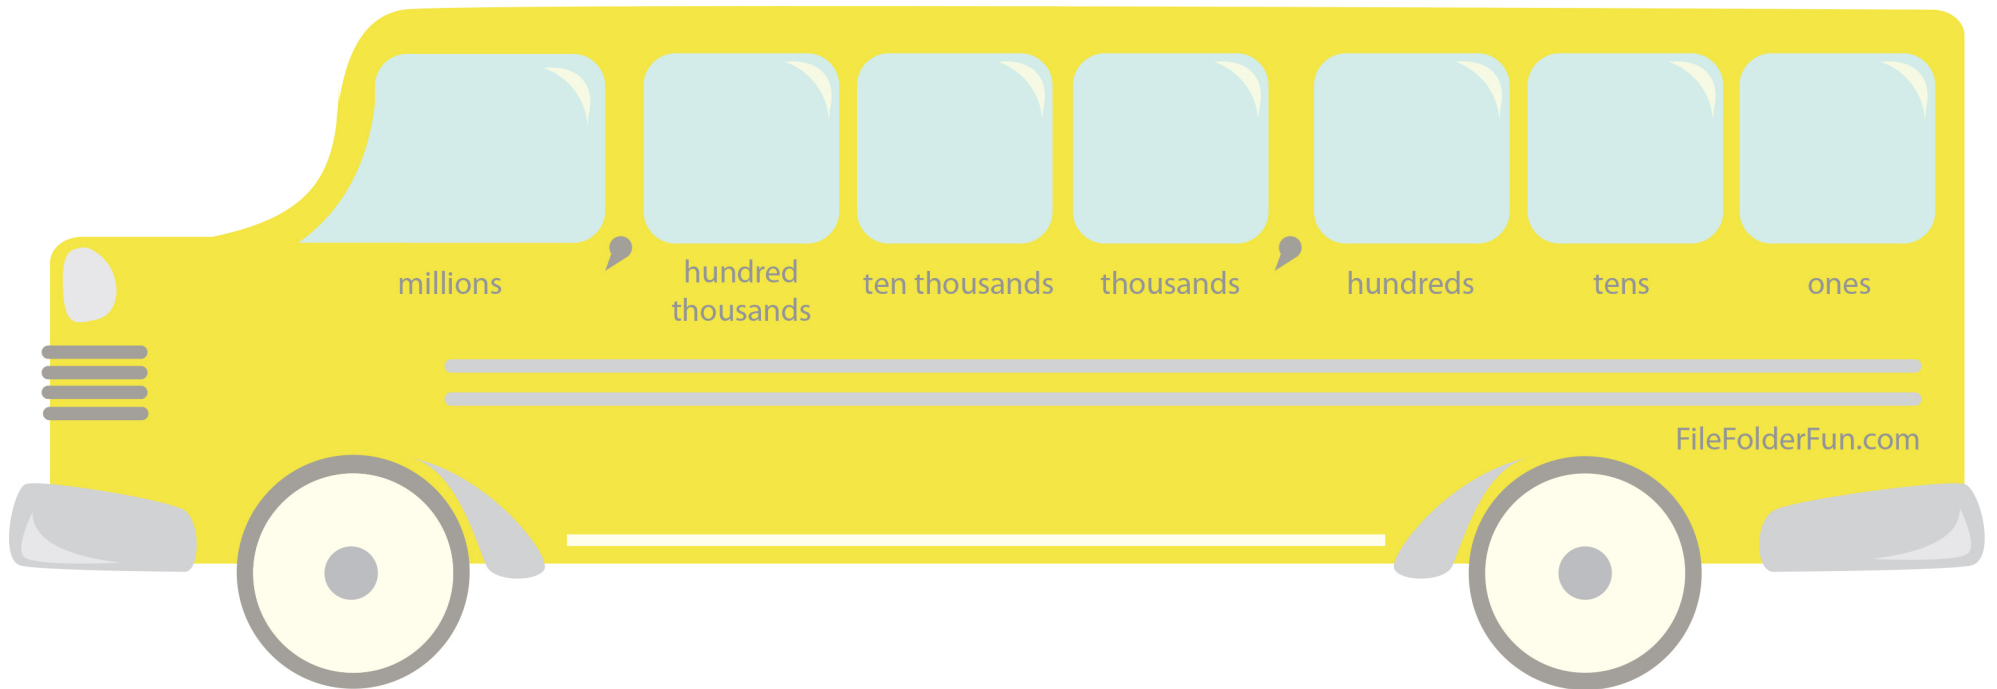 millions
,
hundred
thousands
ten thousands
thousands
,
hundreds
tens
ones
FileFolderFun.com